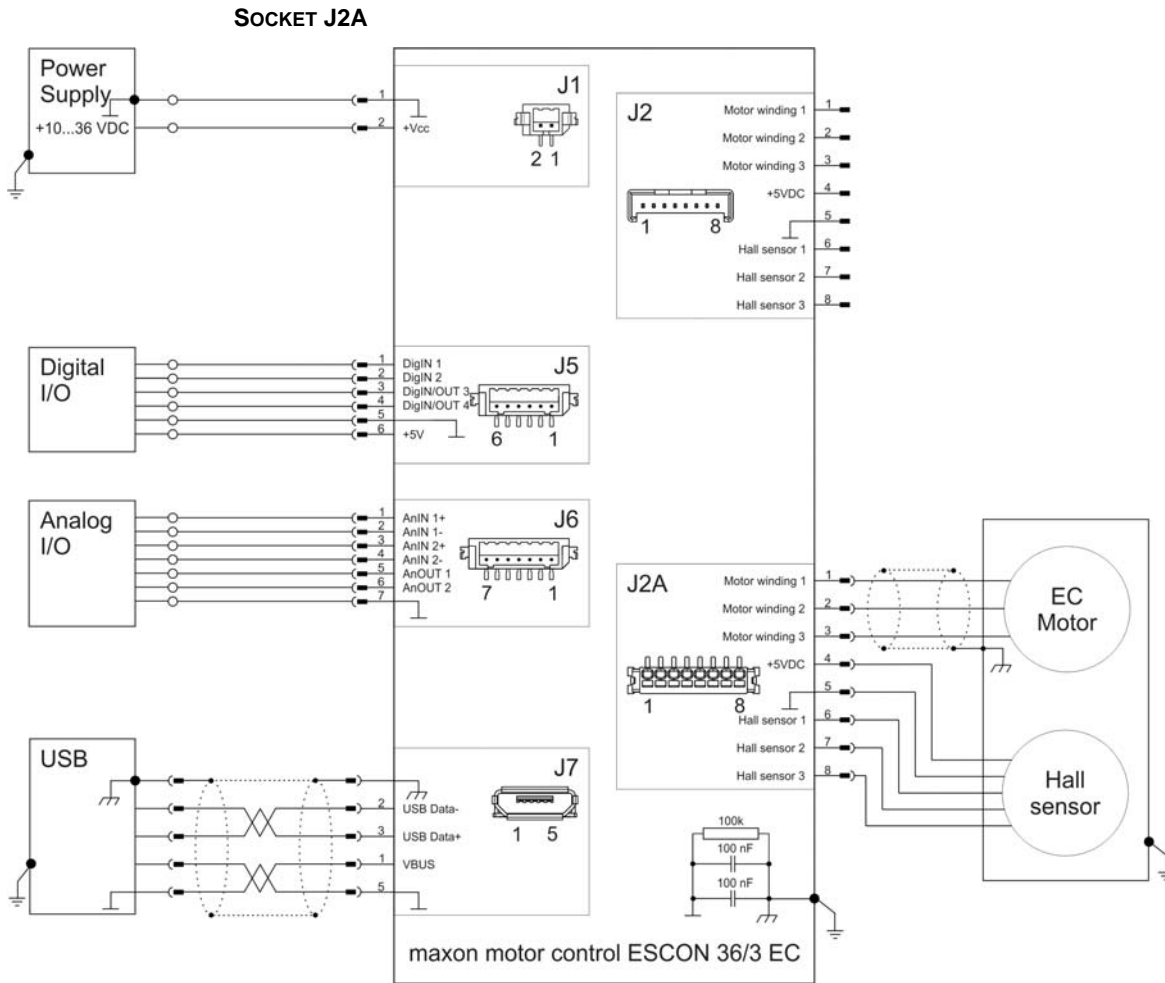 SOCKET J2A
Power
Supply
+10...36 VDC
1
2
+Vcc
J1
2 1
J2
1 8
Motor winding 1 1
Motor winding 2 2
Motor winding 3 3
+5VDC 4
5
Hall sensor 1 6
Hall sensor 2 7
Hall sensor 3 8
Digital
I/O
1 DigIN 1
2 DigIN 2
3 DigIN/OUT 3
4 DigIN/OUT 4
5
6 +5V
J5
6 1
Analog
I/O
1 AnIN 1+
2 AnIN 1-
3 AnIN 2+
4 AnIN 2-
5 AnOUT 1
6 AnOUT 2
7
J6
7 1
J2A
1 8
Motor winding 1 1
Motor winding 2 2
Motor winding 3 3
+5VDC 4
5
Hall sensor 1 6
Hall sensor 2 7
Hall sensor 3 8
EC
Motor
Hall
sensor
USB
2 USB Data-
3 USB Data+
1 VBUS
5
J7
1 5
100k
100 nF
100 nF
maxon motor control ESCON 36/3 EC